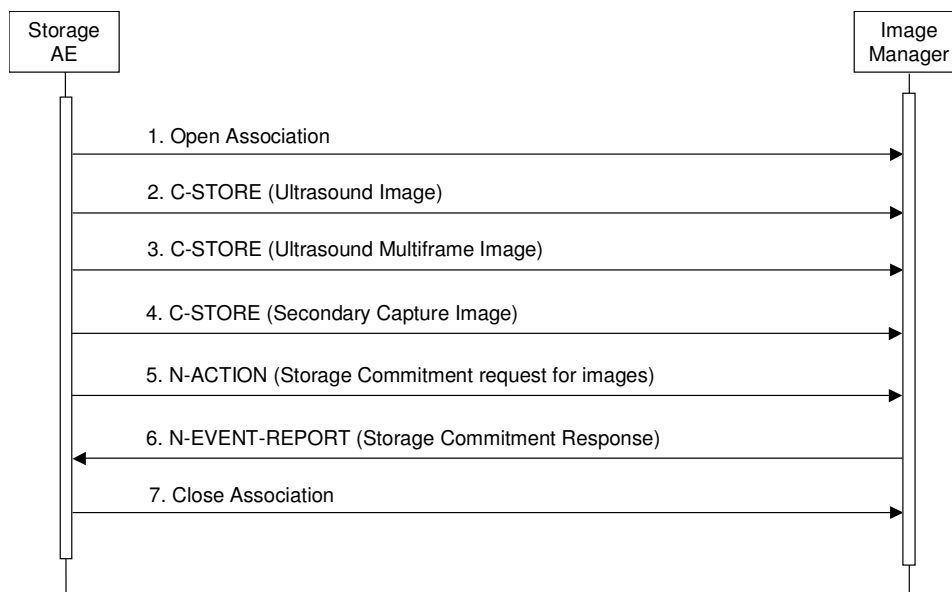 Storage
AE
Image
Manager
1. Open Association
2. C-STORE (Ultrasound Image)
3. C-STORE (Ultrasound Multiframe Image)
4. C-STORE (Secondary Capture Image)
5. N-ACTION (Storage Commitment request for images)
6. N-EVENT-REPORT (Storage Commitment Response)
7. Close Association